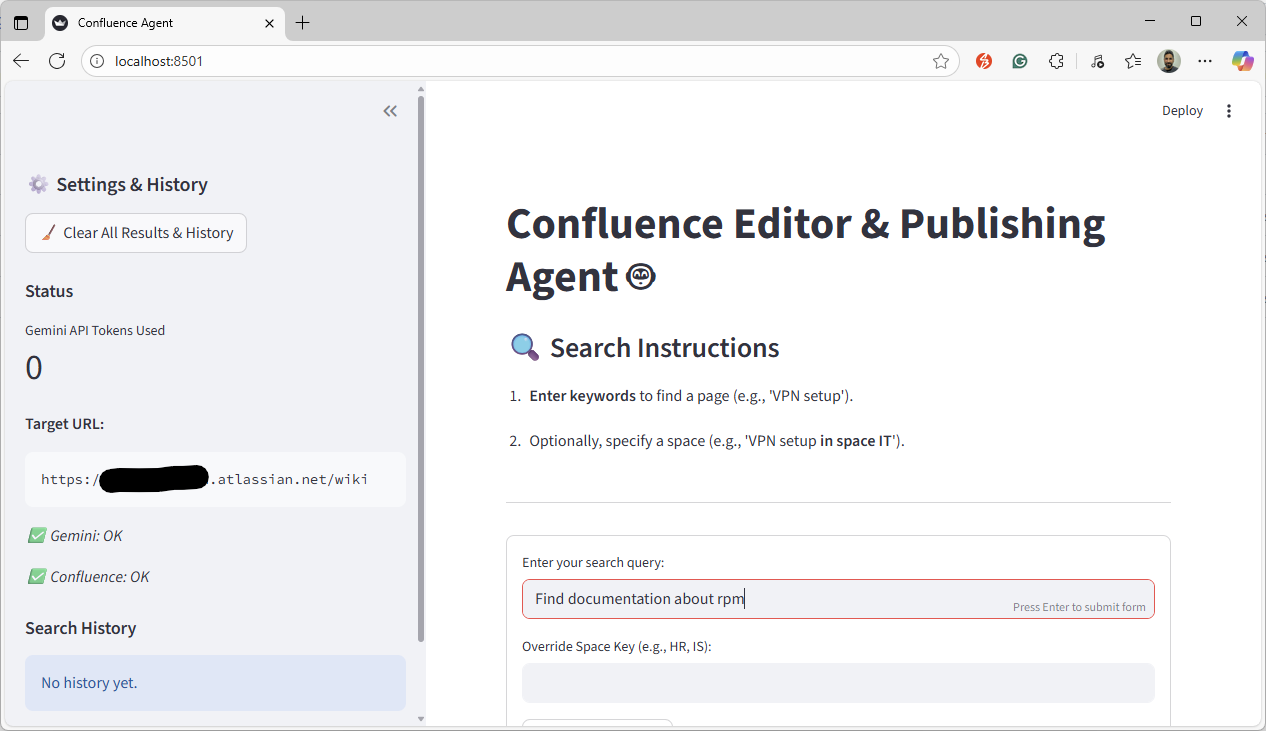 Confluence Agent
localhost:8501
Deploy
Settings & History
Clear All Results & History
Status
Gemini API Tokens Used
0
Target URL:
https:/ .atlassian.net/wiki
Gemini: OK
Confluence: OK
Search History
No history yet.
Confluence Editor & Publishing
Agent
Search Instructions
1. Enter keywords to find a page (e.g., 'VPN setup').
2. Optionally, specify a space (e.g., 'VPN setup in space IT').
Enter your search query:
Find documentation about rpm
Press Enter to submit form
Override Space Key (e.g., HR, IS):